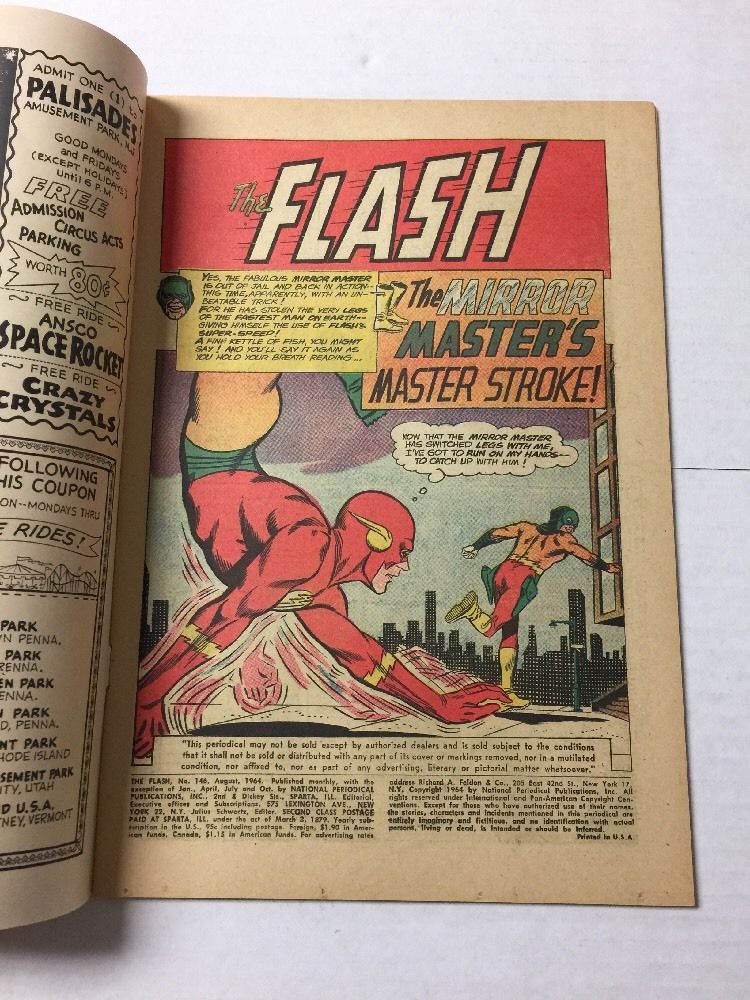 ADMIT ONE (1)
PALISADES
AMUSEMENT PARK, N.J.
GOOD MONDAYS
and FRIDAYS
(EXCEPT HOLIDAYS)
until 6 P.M.
FREE
ADMISSION
CIRCUS ACTS
PARKING
WORTH 80¢
FREE RIDE
ANSCO
SPACE ROCKET
FREE RIDE
CRAZY
CRYSTALS
FOLLOWING
HIS COUPON
ON--MONDAYS THRU
E RIDES!
PARK
WN PENNA.
PARK
PENNA.
EN PARK
ENNA.
PARK
D, PENNA.
NT PARK
HODE ISLAND
USEMENT PARK
ITY, UTAH
D U.S.A.
TNEY, VERMONT
The FLASH
YES, THE FABULOUS MIRROR MASTER
IS OUT OF JAIL AND BACK IN ACTION--
THIS TIME, APPARENTLY, WITH AN UN-
BEATABLE TRICK!
FOR HE HAS STOLEN THE VERY LEGS
OF THE FASTEST MAN ON EARTH--
GIVING HIMSELF THE USE OF FLASH'S
SUPER-SPEED!
A FINE KETTLE OF FISH, YOU MIGHT
SAY! AND YOU'LL SAY IT AGAIN AS
YOU HOLD YOUR BREATH READING...
The MIRROR
MASTER'S
MASTER STROKE!
NOW THAT THE MIRROR MASTER
HAS SWITCHED LEGS WITH ME,
I'VE GOT TO RUN ON MY HANDS--
TO CATCH UP WITH HIM!
"This periodical may not be sold except by authorized dealers and is sold subject to the conditions
that it shall not be sold or distributed with any part of its cover or markings removed, nor in a mutilated
condition, nor affixed to, nor as part of any advertising, literary or pictorial matter whatsoever."
THE FLASH, No. 146, August, 1964. Published monthly, with the
exception of Jan., April, July and Oct. by NATIONAL PERIODICAL
PUBLICATIONS, INC., 2nd & Dickey Sts., SPARTA, ILL. Editorial,
Executive offices and Subscriptions, 575 LEXINGTON AVE., NEW
YORK 22, N.Y. Julius Schwartz, Editor. SECOND CLASS POSTAGE
PAID AT SPARTA, ILL. under the act of March 3, 1879. Yearly sub-
scription in the U.S., 95c including postage. Foreign, $1.90 in Amer-
ican funds. Canada, $1.15 in American funds. For advertising rates
address Richard A. Feldon & Co., 205 East 42nd St., New York 17,
N.Y. Copyright 1964 by National Periodical Publications, Inc. All
rights reserved under International and Pan-American Copyright Con-
ventions. Except for those who have authorized use of their names,
the stories, characters and incidents mentioned in this periodical are
entirely imaginary and fictitious, and no identification with actual
persons, living or dead, is intended or should be inferred.
Printed in U.S.A.